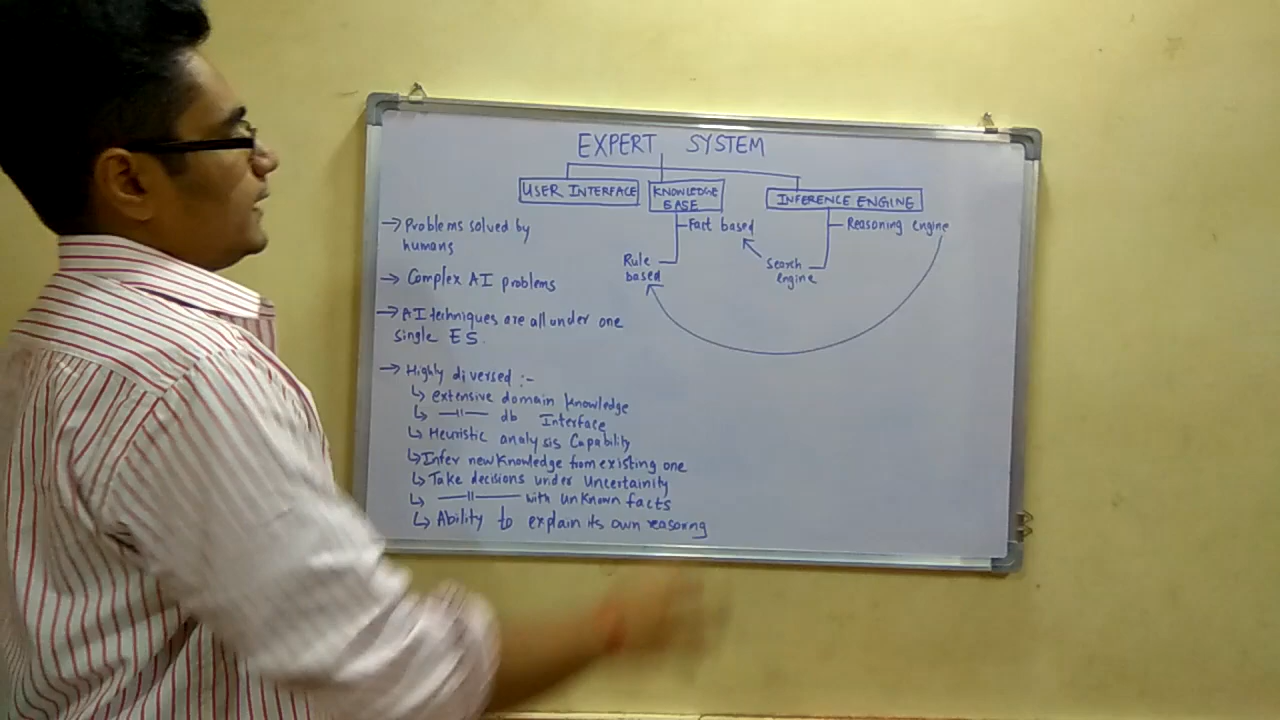 EXPERT SYSTEM
USER INTERFACE
KNOWLEDGE
BASE
INFERENCE ENGINE
Fact based
Rule
based
Reasoning engine
Search
engine
→ Problems solved by
humans
→ Complex AI problems
→ AI techniques are all under one
single ES.
→ Highly diversed :-
↳ extensive domain knowledge
↳ —||— db Interface
↳ Heuristic analysis Capability
↳ Infer new Knowledge from existing one
↳ Take decisions under Uncertainity
↳ —||— with unknown facts
↳ Ability to explain its own reasoning